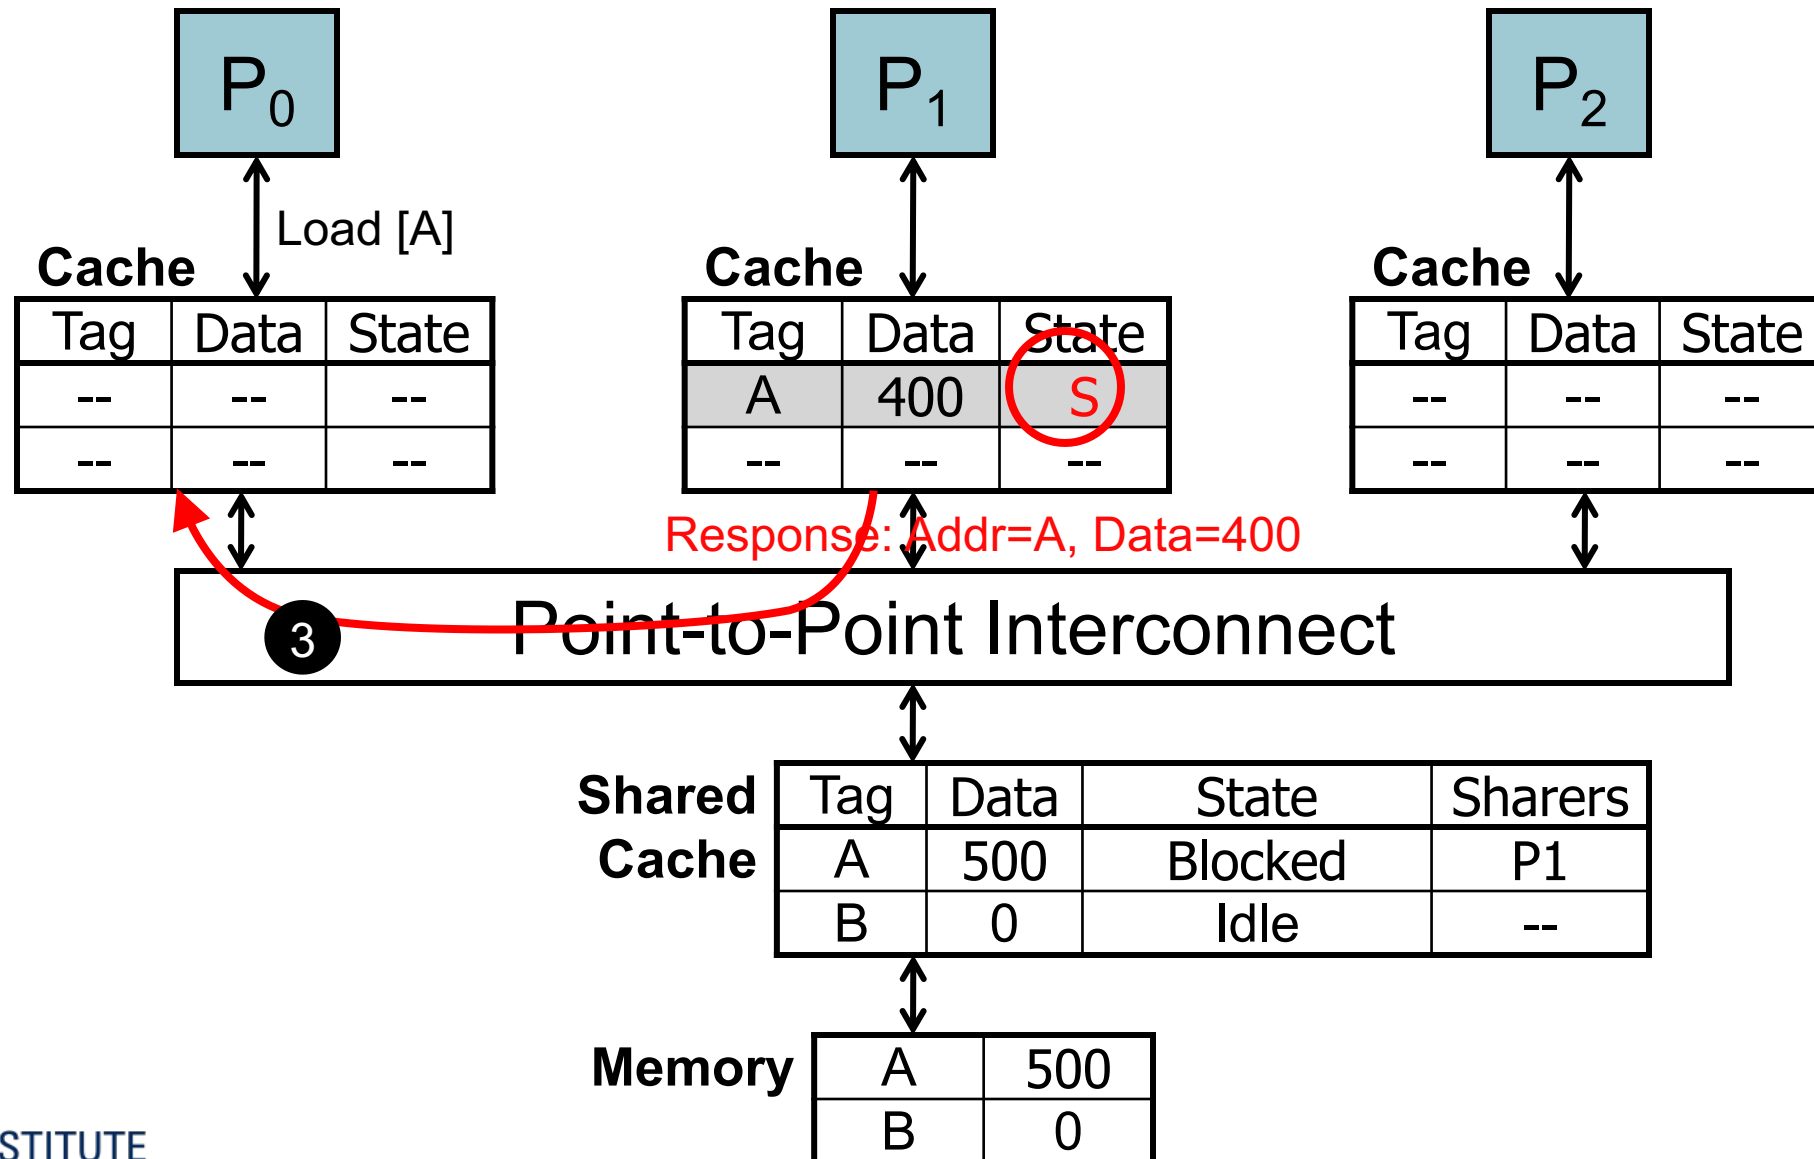 P0 P1 P2
Load [A]
Cache Cache Cache
Tag Data State Tag Data State Tag Data State
-- -- -- A 400 S -- -- --
-- -- -- -- -- -- -- -- --
Response: Addr=A, Data=400
3 Point-to-Point Interconnect
Shared Tag Data State Sharers
Cache A 500 Blocked P1
B 0 Idle --
Memory A 500
B 0
STITUTE